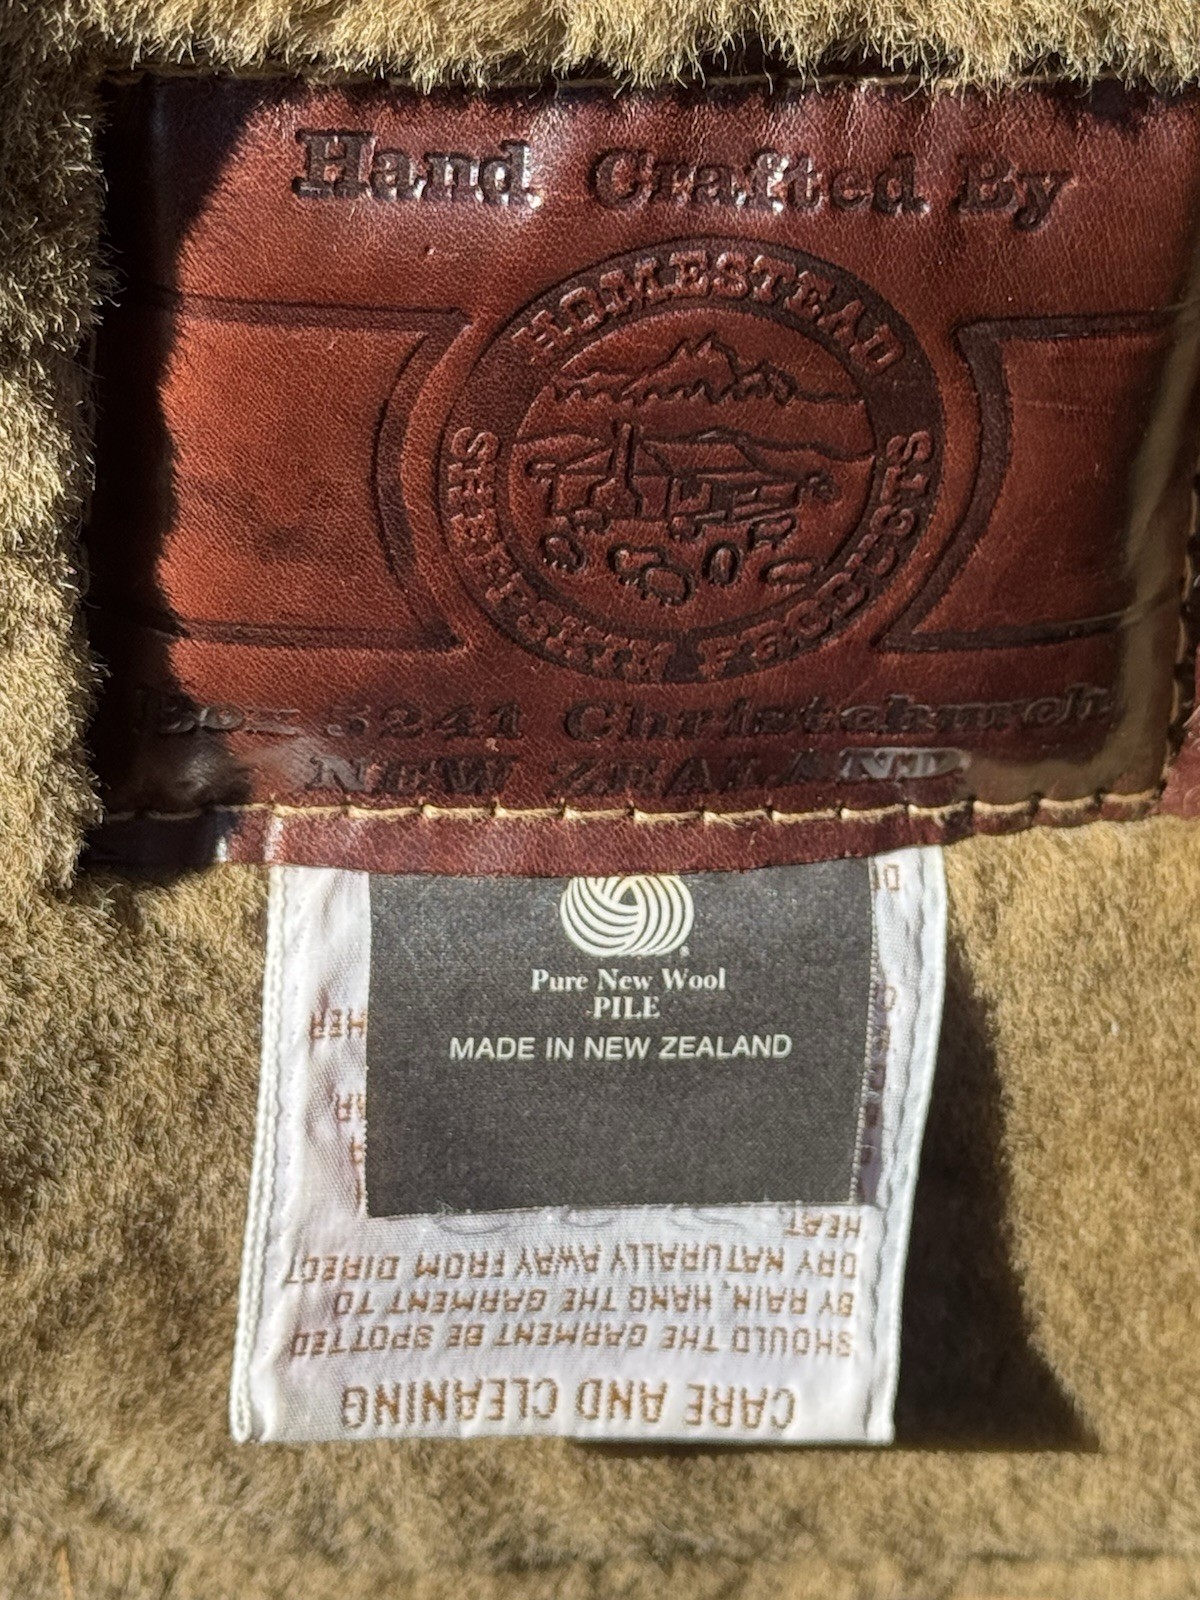 Hand Crafted By
HOMESTEAD
SHEEPSKIN PRODUCTS
Box 5241 Christchurch
NEW ZEALAND
Pure New Wool
PILE
MADE IN NEW ZEALAND
CARE AND CLEANING
SHOULD THE GARMENT BE SPOTTED
BY RAIN, HANG THE GARMENT TO
DRY NATURALLY AWAY FROM DIRECT
HEAT.